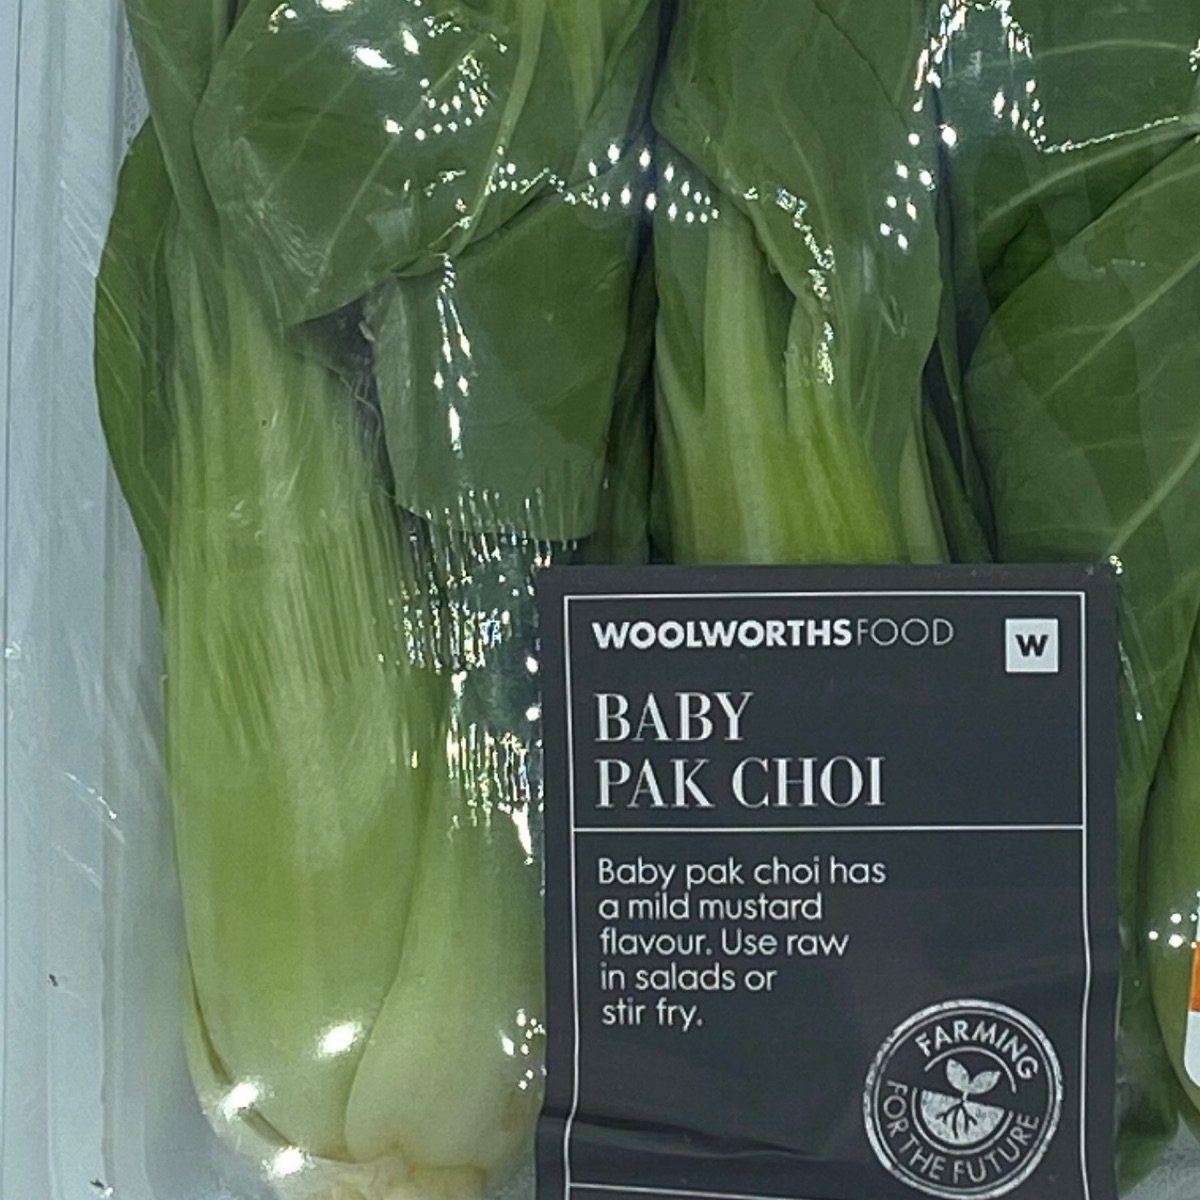 WOOLWORTHSFOOD
W
BABY
PAK CHOI
Baby pak choi has
a mild mustard
flavour. Use raw
in salads or
stir fry.
FARMING
FOR THE FUTURE